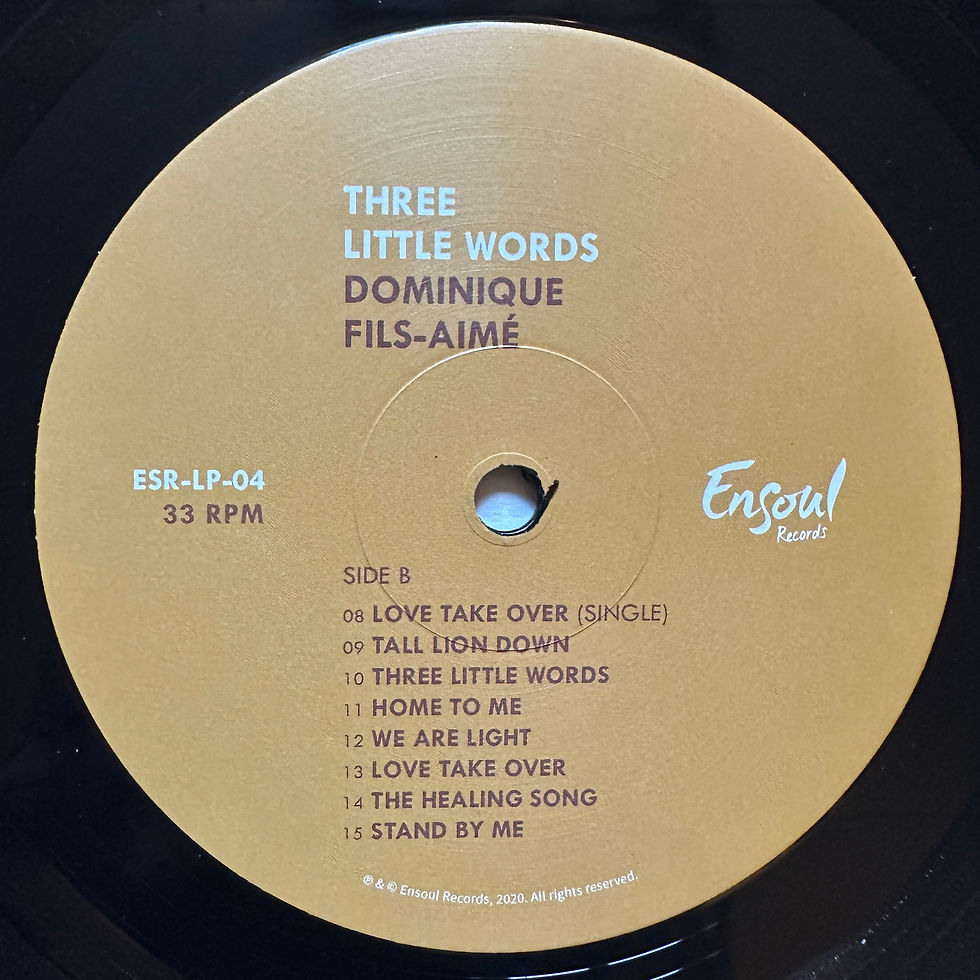 THREE
LITTLE WORDS
DOMINIQUE
FILS-AIMÉ
ESR-LP-04
33 RPM
Ensoul
Records
SIDE B
08 LOVE TAKE OVER (SINGLE)
09 TALL LION DOWN
10 THREE LITTLE WORDS
11 HOME TO ME
12 WE ARE LIGHT
13 LOVE TAKE OVER
14 THE HEALING SONG
15 STAND BY ME
℗ & © Ensoul Records, 2020. All rights reserved.